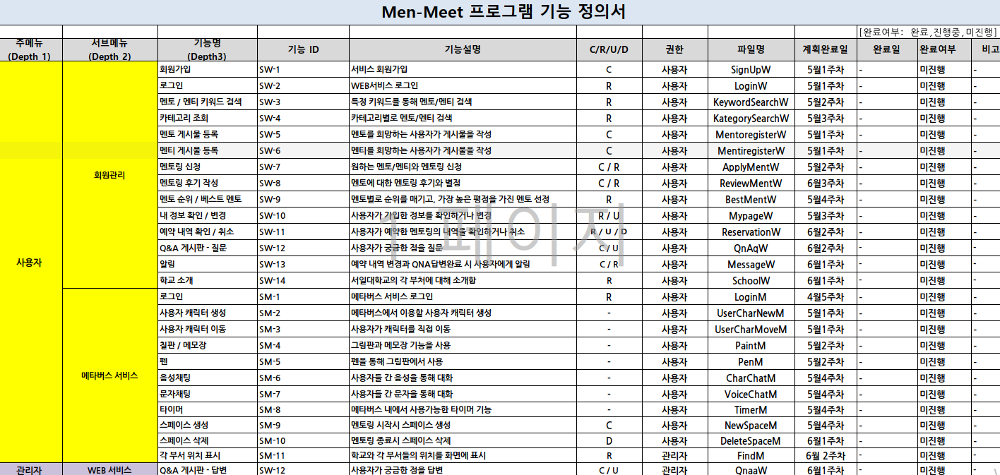 Men-Meet 프로그램 기능 정의서
[완료여부: 완료,진행중,미진행]
주메뉴 (Depth 1) 서브메뉴 (Depth 2) 기능명 (Depth3) 기능 ID 기능설명 C/R/U/D 권한 파일명 계획완료일 완료일 완료여부 비고
회원가입 SW-1 서비스 회원가입 C 사용자 SignUpW 5월1주차 - 미진행 -
로그인 SW-2 WEB서비스 로그인 R 사용자 LoginW 5월1주차 - 미진행 -
멘토 / 멘티 키워드 검색 SW-3 특정 키워드를 통해 멘토/멘티 검색 R 사용자 KeywordSearchW 5월2주차 - 미진행 -
카테고리 조회 SW-4 카테고리별로 멘토/멘티 검색 R 사용자 KategorySearchW 5월3주차 - 미진행 -
멘토 게시물 등록 SW-5 멘토를 희망하는 사용자가 게시물을 작성 C 사용자 MentoregisterW 5월1주차 - 미진행 -
멘티 게시물 등록 SW-6 멘티를 희망하는 사용자가 게시물을 작성 C 사용자 MentiregisterW 5월1주차 - 미진행 -
멘토링 신청 SW-7 원하는 멘토/멘티와 멘토링 신청 C / R 사용자 ApplyMentW 5월2주차 - 미진행 -
회원관리
멘토링 후기 작성 SW-8 멘토에 대한 멘토링 후기와 별점 C / R 사용자 ReviewMentW 6월3주차 - 미진행 -
멘토 순위 / 베스트 멘토 SW-9 멘토별로 순위를 매기고, 가장 높은 평점을 가진 멘토 선정 R 사용자 BestMentW 5월4주차 - 미진행 -
내 정보 확인 / 변경 SW-10 사용자가 가입한 정보를 확인하거나 변경 R / U 사용자 MypageW 5월3주차 - 미진행 -
예약 내역 확인 / 취소 SW-11 사용자가 예약한 멘토링의 내역을 확인하거나 취소 R / U / D 사용자 ReservationW 6월2주차 - 미진행 -
1 페이지
Q&A 게시판 - 질문 SW-12 사용자가 궁금한 점을 질문 C / U 사용자 QnAqW 6월2주차 - 미진행 -
사용자
알림 SW-13 예약 내역 변경과 QNA답변완료 시 사용자에게 알림 C / R 사용자 MessageW 6월1주차 - 미진행 -
학교 소개 SW-14 서일대학교의 각 부처에 대해 소개함 R 사용자 SchoolW 6월1주차 - 미진행 -
로그인 SM-1 메타버스 서비스 로그인 R 사용자 LoginM 4월5주차 - 미진행 -
사용자 캐릭터 생성 SM-2 메타버스에서 이용할 사용자 캐릭터 생성 - 사용자 UserCharNewM 5월1주차 - 미진행 -
사용자 캐릭터 이동 SM-3 사용자가 캐릭터를 직접 이동 - 사용자 UserCharMoveM 5월1주차 - 미진행 -
칠판 / 메모장 SM-4 그림판과 메모장 기능을 사용 - 사용자 PaintM 5월2주차 - 미진행 -
펜 SM-5 펜을 통해 그림판에서 사용 - 사용자 PenM 5월2주차 - 미진행 -
메타버스 서비스
음성채팅 SM-6 사용자들 간 음성을 통해 대화 - 사용자 CharChatM 5월4주차 - 미진행 -
문자채팅 SM-7 사용자들 간 문자을 통해 대화 - 사용자 VoiceChatM 5월4주차 - 미진행 -
타이머 SM-8 메타버스 내에서 사용가능한 타이머 기능 - 사용자 TimerM 5월4주차 - 미진행 -
스페이스 생성 SM-9 멘토링 시작시 스페이스 생성 C 사용자 NewSpaceM 5월4주차 - 미진행 -
스페이스 삭제 SM-10 멘토링 종료시 스페이스 삭제 D 사용자 DeleteSpaceM 6월1주차 - 미진행 -
각 부서 위치 표시 SM-11 학교와 각 부서들의 위치를 화면에 표시 R 관리자 FindM 6월 2주차 - 미진행 -
관리자 WEB 서비스 Q&A 게시판 - 답변 SW-12 사용자가 궁금한 점을 답변 C / U 관리자 QnaaW 6월1주차 - 미진행 -